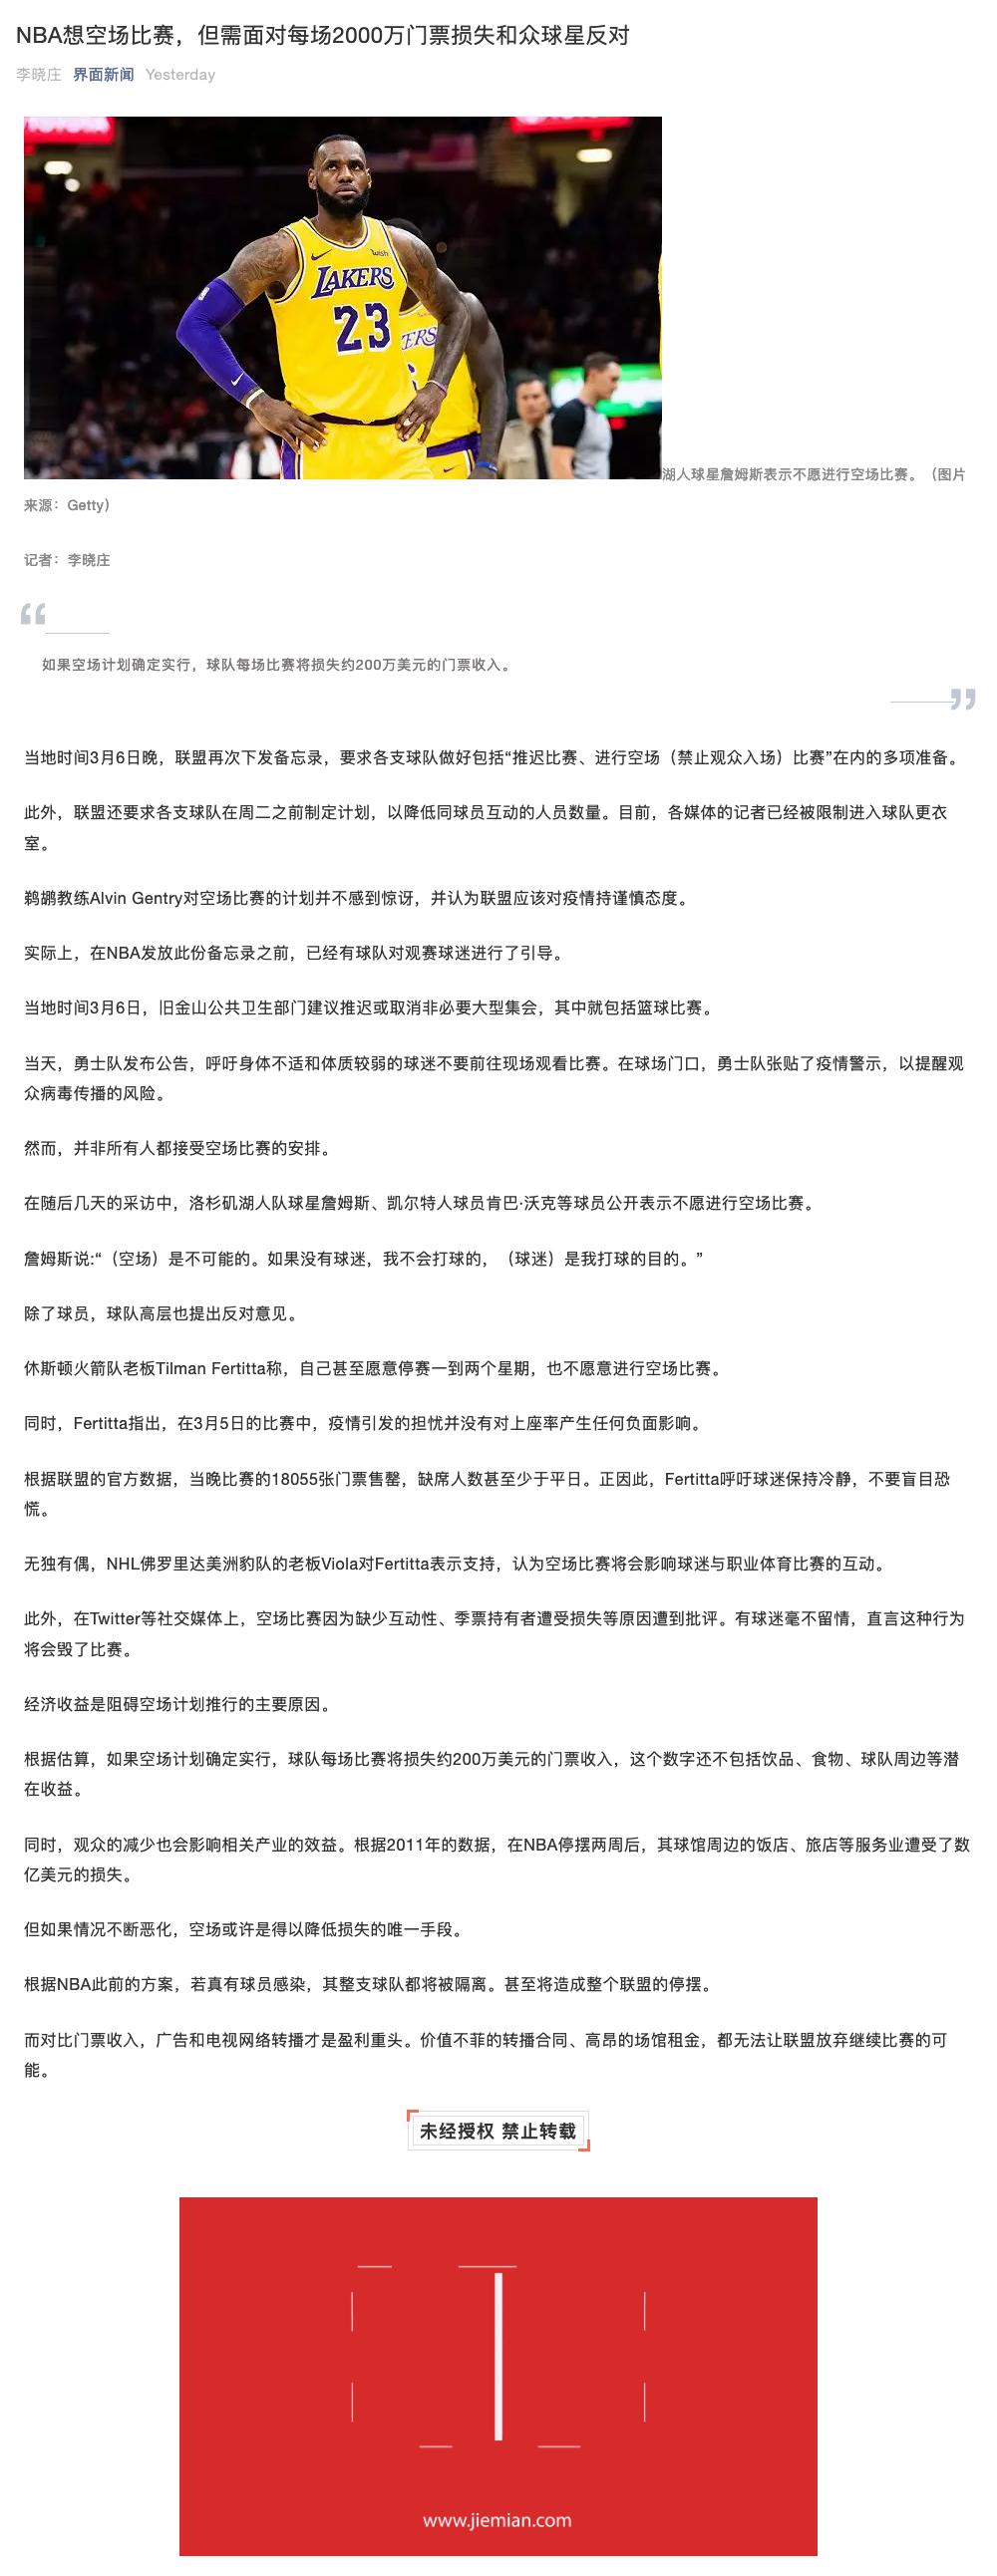 NBA想空场比赛，但需面对每场2000万门票损失和众球星反对
李晓庄 界面新闻 Yesterday
wish
LAKERS
23
湖人球星詹姆斯表示不愿进行空场比赛。（图片
来源：Getty）
记者：李晓庄
如果空场计划确定实行，球队每场比赛将损失约200万美元的门票收入。
当地时间3月6日晚，联盟再次下发备忘录，要求各支球队做好包括“推迟比赛、进行空场（禁止观众入场）比赛”在内的多项准备。
此外，联盟还要求各支球队在周二之前制定计划，以降低同球员互动的人员数量。目前，各媒体的记者已经被限制进入球队更衣
室。
鹈鹕教练Alvin Gentry对空场比赛的计划并不感到惊讶，并认为联盟应该对疫情持谨慎态度。
实际上，在NBA发放此份备忘录之前，已经有球队对观赛球迷进行了引导。
当地时间3月6日，旧金山公共卫生部门建议推迟或取消非必要大型集会，其中就包括篮球比赛。
当天，勇士队发布公告，呼吁身体不适和体质较弱的球迷不要前往现场观看比赛。在球场门口，勇士队张贴了疫情警示，以提醒观
众病毒传播的风险。
然而，并非所有人都接受空场比赛的安排。
在随后几天的采访中，洛杉矶湖人队球星詹姆斯、凯尔特人球员肯巴·沃克等球员公开表示不愿进行空场比赛。
詹姆斯说:“（空场）是不可能的。如果没有球迷，我不会打球的，（球迷）是我打球的目的。”
除了球员，球队高层也提出反对意见。
休斯顿火箭队老板Tilman Fertitta称，自己甚至愿意停赛一到两个星期，也不愿意进行空场比赛。
同时，Fertitta指出，在3月5日的比赛中，疫情引发的担忧并没有对上座率产生任何负面影响。
根据联盟的官方数据，当晚比赛的18055张门票售罄，缺席人数甚至少于平日。正因此，Fertitta呼吁球迷保持冷静，不要盲目恐
慌。
无独有偶，NHL佛罗里达美洲豹队的老板Viola对Fertitta表示支持，认为空场比赛将会影响球迷与职业体育比赛的互动。
此外，在Twitter等社交媒体上，空场比赛因为缺少互动性、季票持有者遭受损失等原因遭到批评。有球迷毫不留情，直言这种行为
将会毁了比赛。
经济收益是阻碍空场计划推行的主要原因。
根据估算，如果空场计划确定实行，球队每场比赛将损失约200万美元的门票收入，这个数字还不包括饮品、食物、球队周边等潜
在收益。
同时，观众的减少也会影响相关产业的效益。根据2011年的数据，在NBA停摆两周后，其球馆周边的饭店、旅店等服务业遭受了数
亿美元的损失。
但如果情况不断恶化，空场或许是得以降低损失的唯一手段。
根据NBA此前的方案，若真有球员感染，其整支球队都将被隔离。甚至将造成整个联盟的停摆。
而对比门票收入，广告和电视网络转播才是盈利重头。价值不菲的转播合同、高昂的场馆租金，都无法让联盟放弃继续比赛的可
能。
未经授权 禁止转载
www.jiemian.com